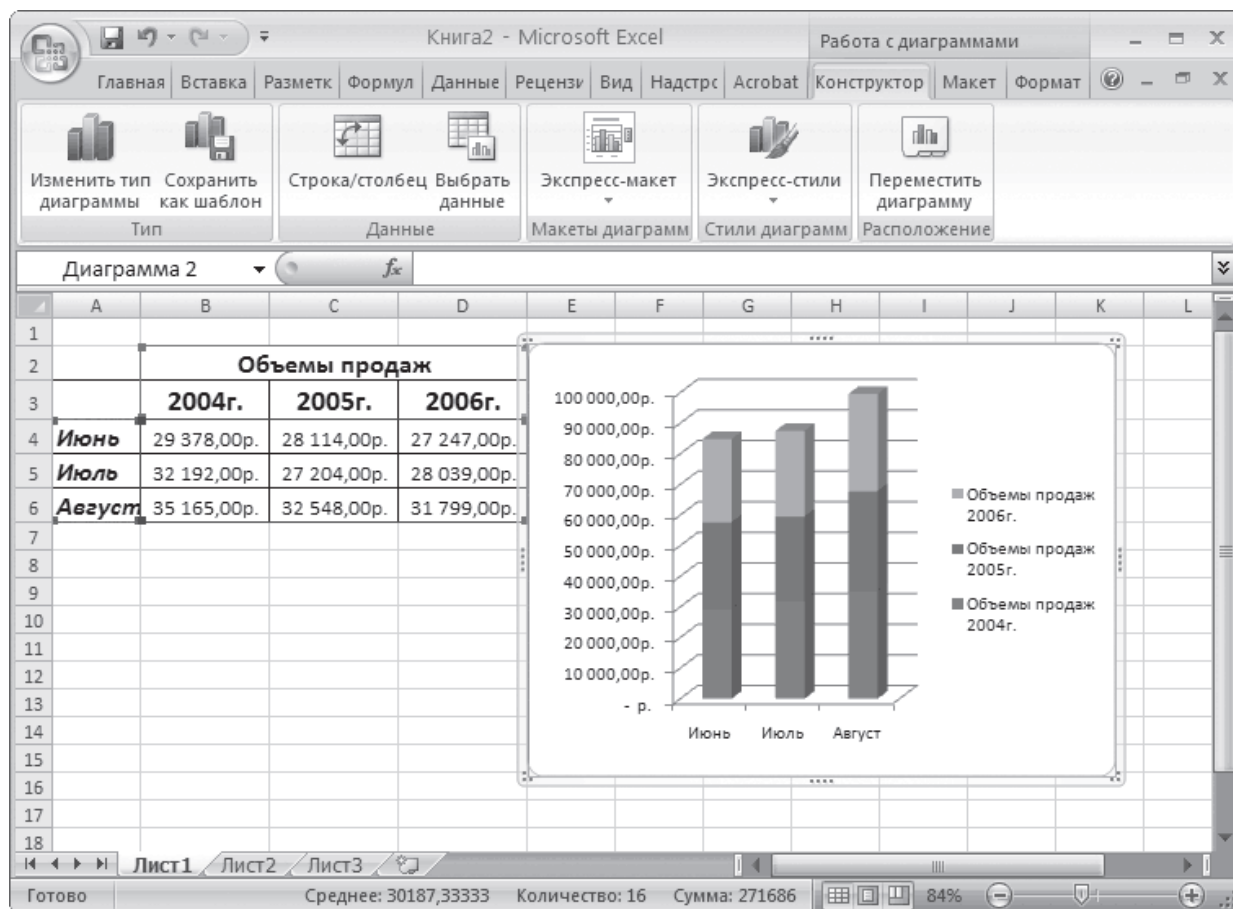 Книга2 - Microsoft Excel
Работа с диаграммами
Главная Вставка Разметк Формул Данные Рецензи Вид Надстрс Acrobat Конструктор Макет Формат
Изменить тип диаграммы
Сохранить как шаблон
Строка/столбец
Выбрать данные
Экспресс-макет
Экспресс-стили
Переместить диаграмму
Тип Данные Макеты диаграмм Стили диаграмм Расположение
Диаграмма 2 fx
A B C D E F G H I J K L
1
2 Объемы продаж
3 2004г. 2005г. 2006г.
4 Июнь 29 378,00р. 28 114,00р. 27 247,00р.
5 Июль 32 192,00р. 27 204,00р. 28 039,00р.
6 Август 35 165,00р. 32 548,00р. 31 799,00р.
7
8
9
10
11
12
13
14
15
16
17
18
100 000,00р.
90 000,00р.
80 000,00р.
70 000,00р.
60 000,00р.
50 000,00р.
40 000,00р.
30 000,00р.
20 000,00р.
10 000,00р.
- р.
Июнь Июль Август
Объемы продаж
2006г.
Объемы продаж
2005г.
Объемы продаж
2004г.
Лист1 Лист2 Лист3
Готово Среднее: 30187,33333 Количество: 16 Сумма: 271686 84%